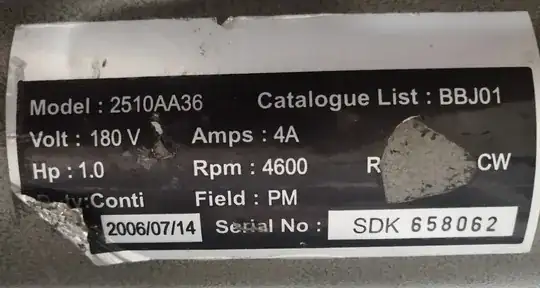 Model : 2510AA36 Catalogue List : BBJ01
Volt : 180 V Amps : 4A
Hp : 1.0 Rpm : 4600 R CW
:Conti Field : PM
2006/07/14 Serial No : SDK 658062